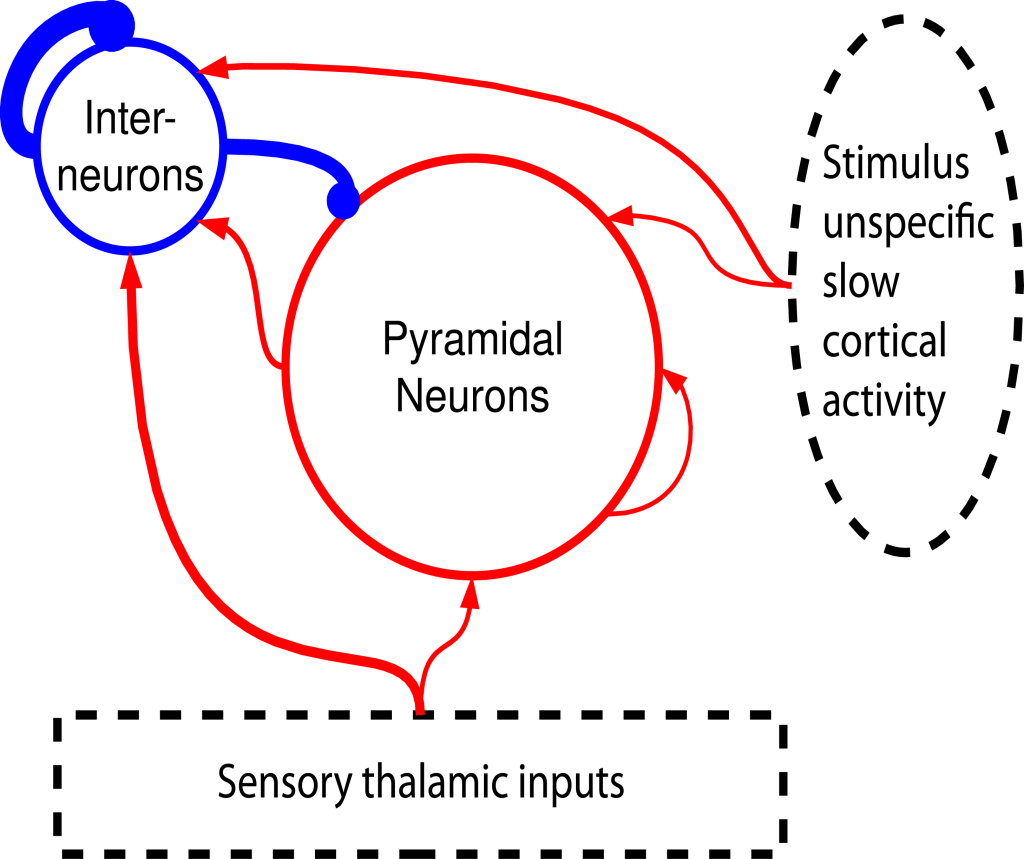 Inter-
neurons
Stimulus
unspecific
slow
cortical
activity
Pyramidal
Neurons
Sensory thalamic inputs